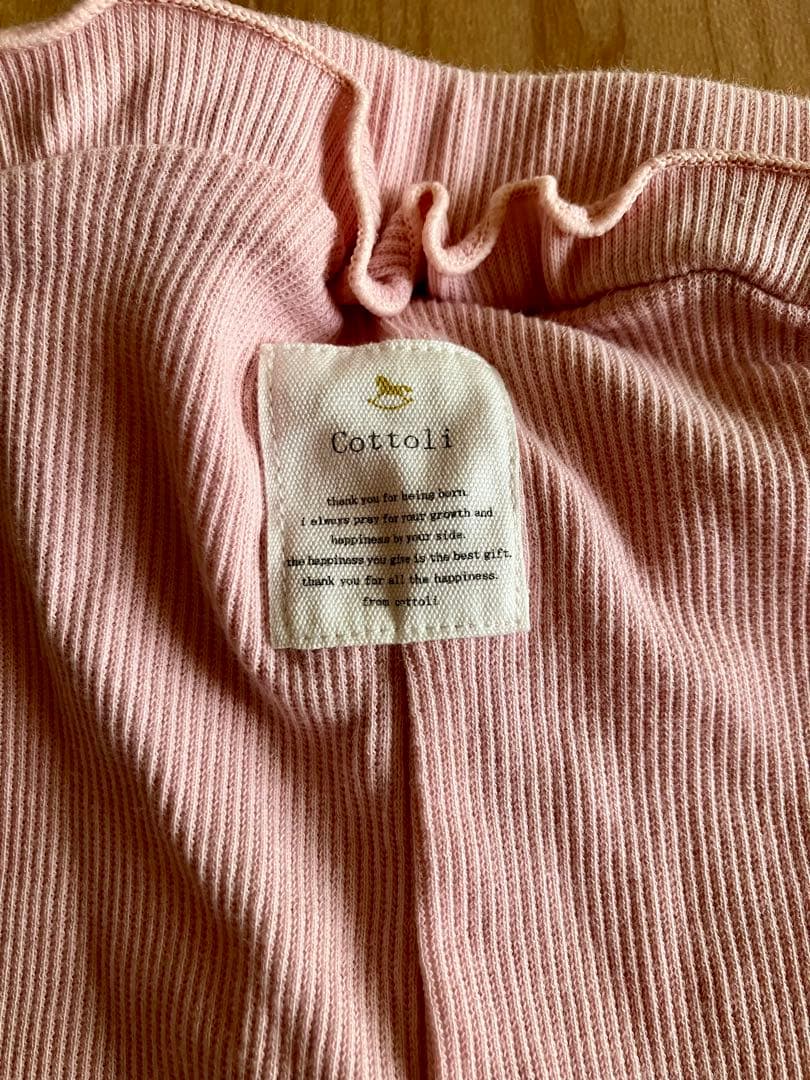 Cottoli
thank you for being born.
i always pray for your growth and
happiness by your side.
the happiness you give is the best gift.
thank you for all the happiness.
from cottoli